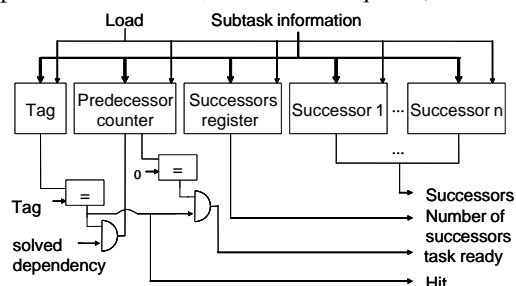 Load
Subtask information
Tag
Predecessor
counter
Successors
register
Successor 1
...
Successor n
...
0
=
=
Tag
solved
dependency
Successors
Number of
successors
task ready
Hit